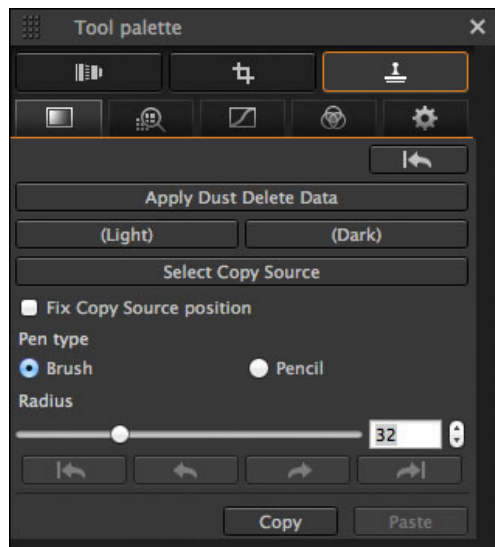 Tool palette
Apply Dust Delete Data
(Light) (Dark)
Select Copy Source
Fix Copy Source position
Pen type
Brush Pencil
Radius
32
Copy Paste